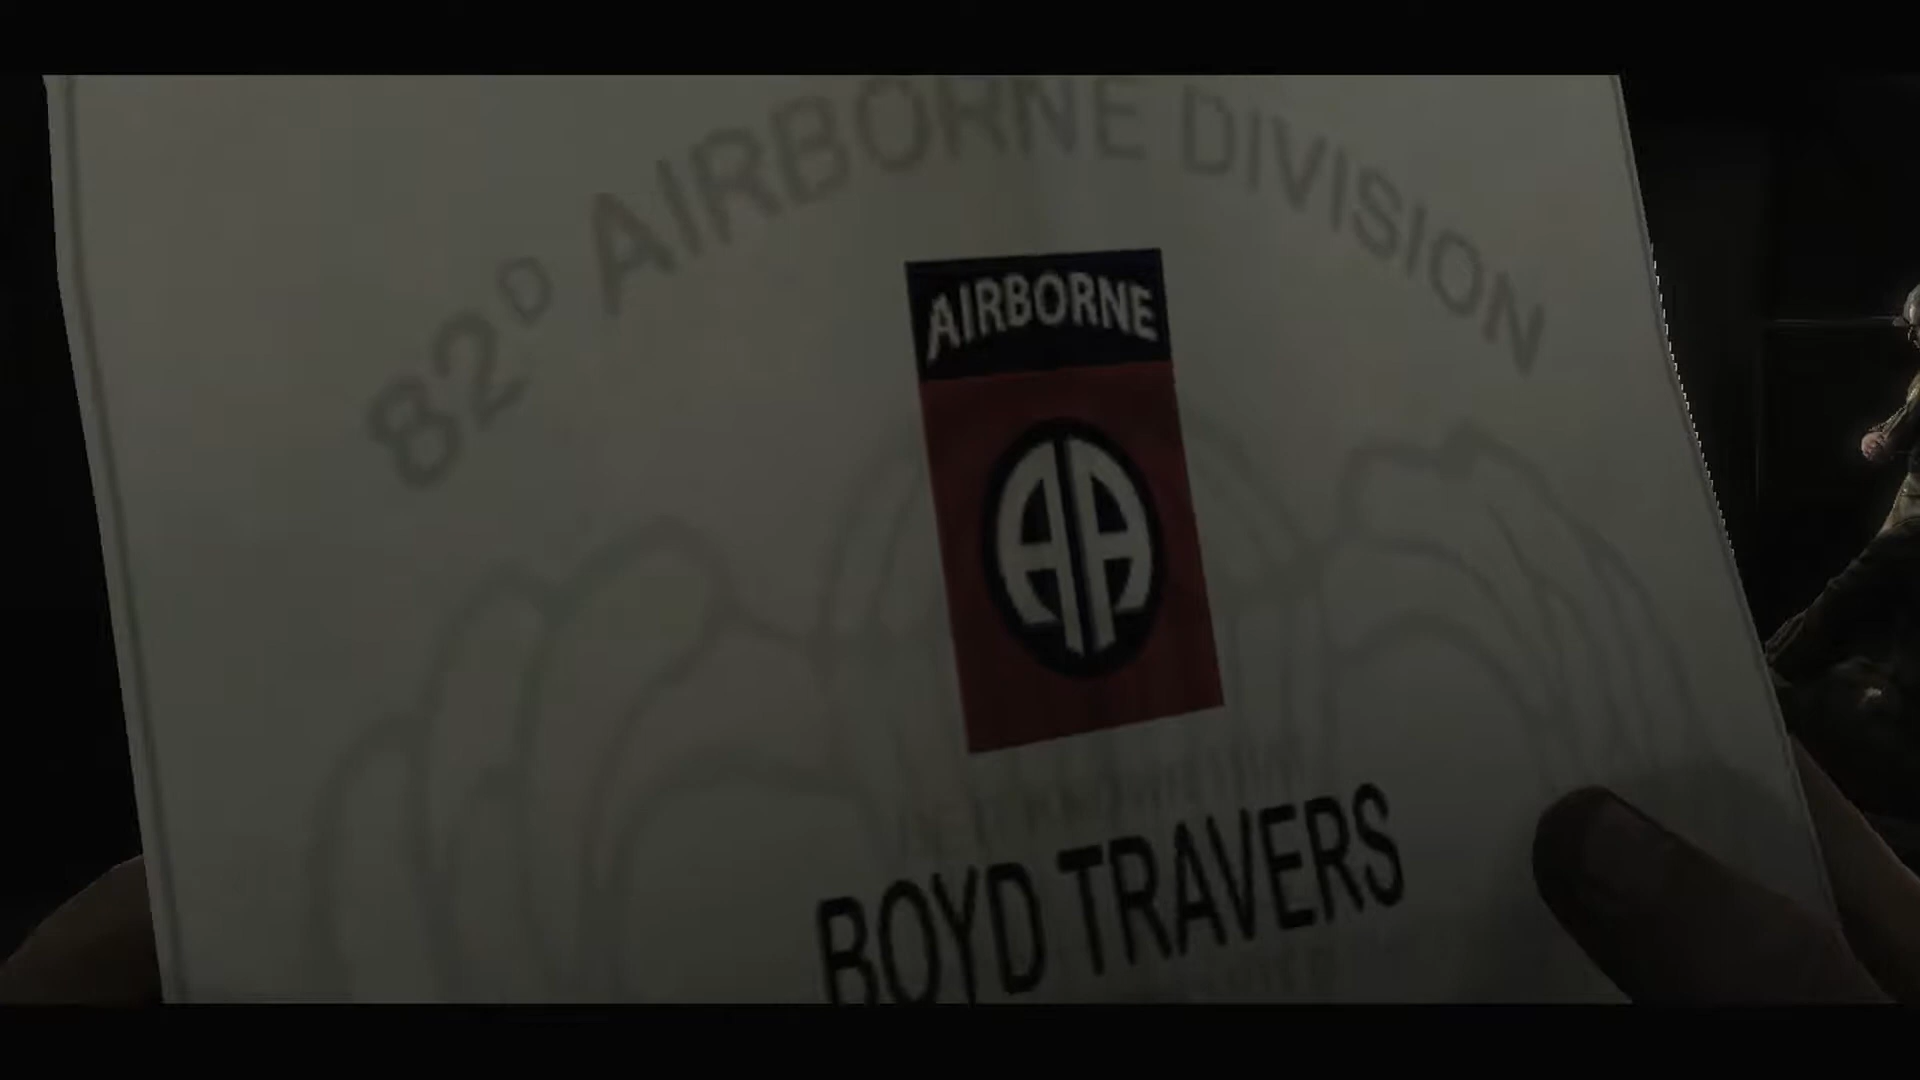 82D AIRBORNE DIVISION
AIRBORNE
AA
BOYD TRAVERS